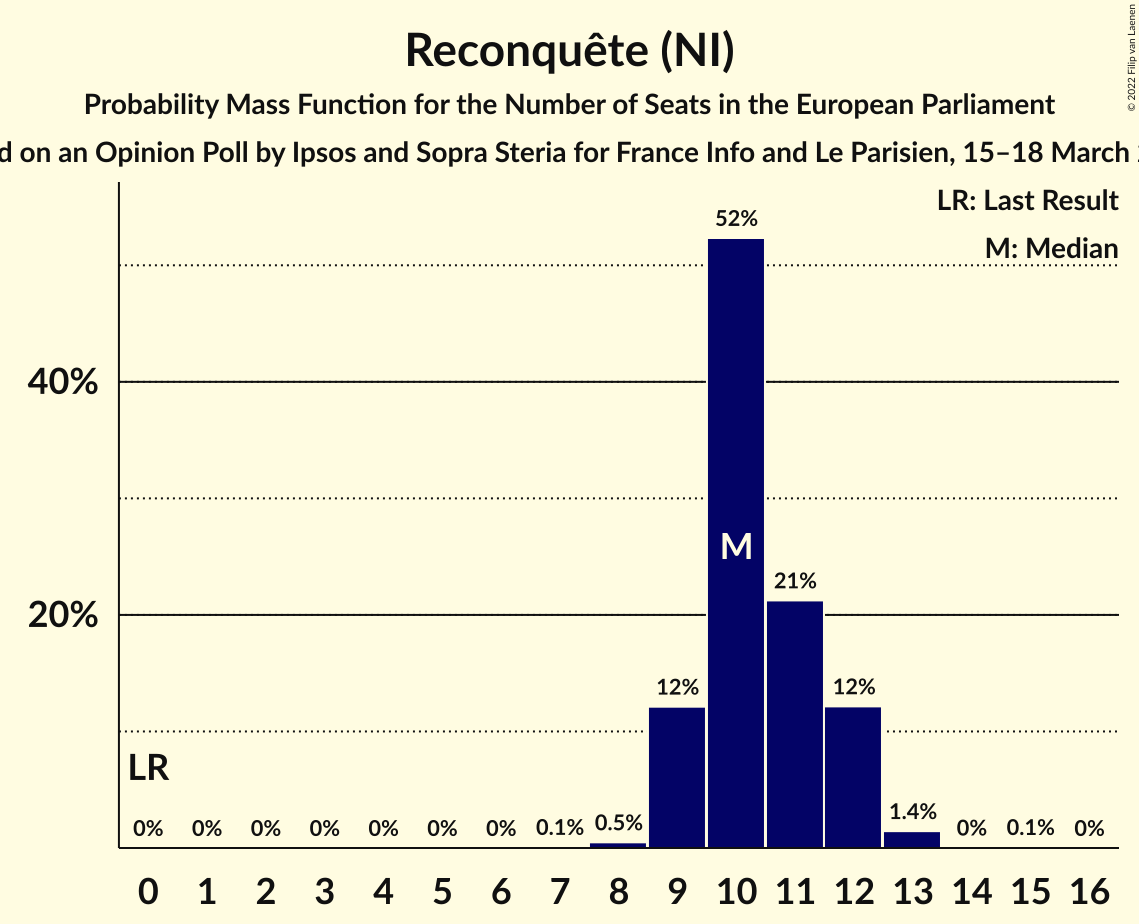 Reconquête (NI)
Probability Mass Function for the Number of Seats in the European Parliament
on an Opinion Poll by Ipsos and Sopra Steria for France Info and Le Parisien, 15–18 March
© 2022 Filip van Laenen
LR: Last Result
M: Median
52%
40%
M
21%
20%
12%
12%
LR
0%
0%
0%
0%
0%
0%
0%
0.1%
0.5%
1.4%
0%
0.1%
0%
0 1 2 3 4 5 6 7 8 9 10 11 12 13 14 15 16